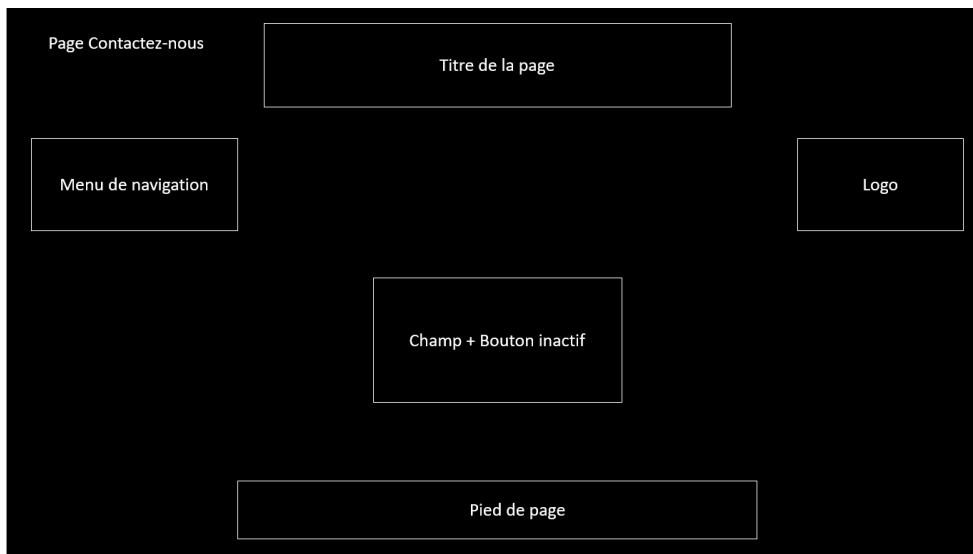 Page Contactez-nous
Titre de la page
Menu de navigation
Logo
Champ + Bouton inactif
Pied de page